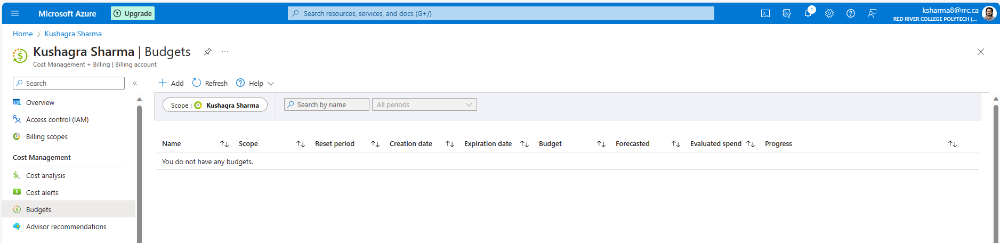 Microsoft Azure
Upgrade
Search resources, services, and docs (G+/)
1
ksharma8@rrc.ca
RED RIVER COLLEGE POLYTECH (...
Home > Kushagra Sharma
Kushagra Sharma | Budgets
Cost Management + Billing | Billing account
Search
Add
Refresh
Help
Overview
Access control (IAM)
Billing scopes
Cost Management
Cost analysis
Cost alerts
Budgets
Advisor recommendations
Scope : Kushagra Sharma
Search by name
All periods
Name Scope Reset period Creation date Expiration date Budget Forecasted Evaluated spend Progress
You do not have any budgets.